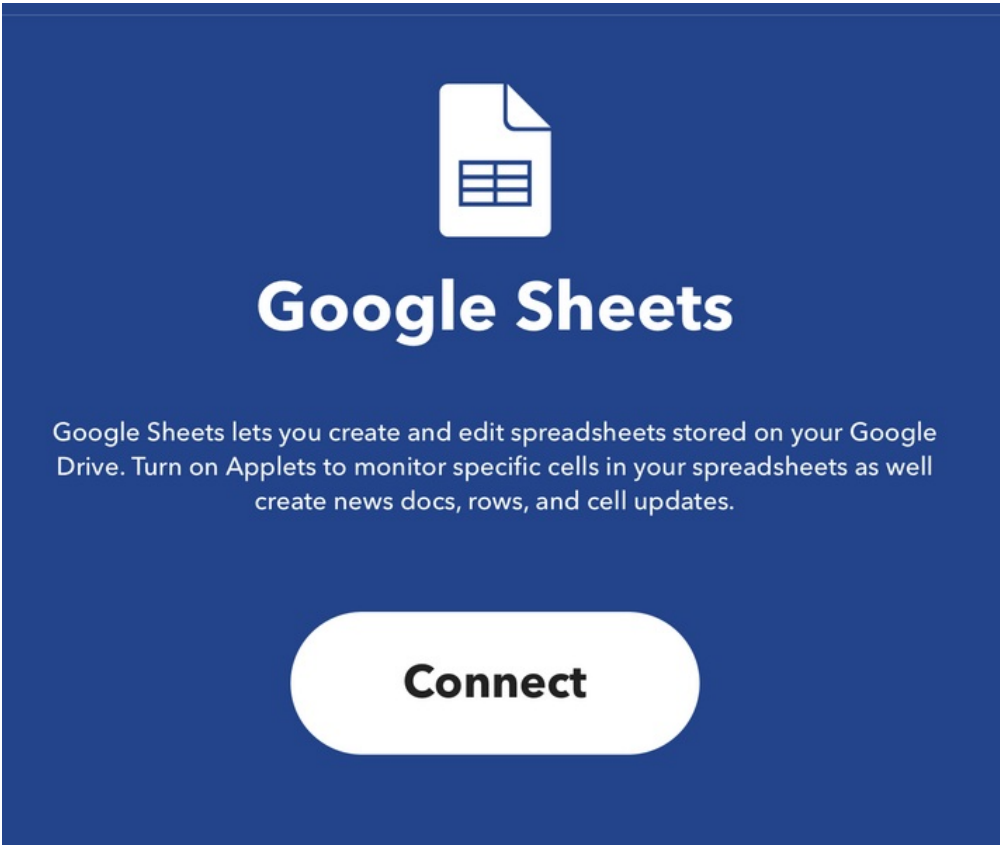 Google Sheets
Google Sheets lets you create and edit spreadsheets stored on your Google
Drive. Turn on Applets to monitor specific cells in your spreadsheets as well
create news docs, rows, and cell updates.
Connect